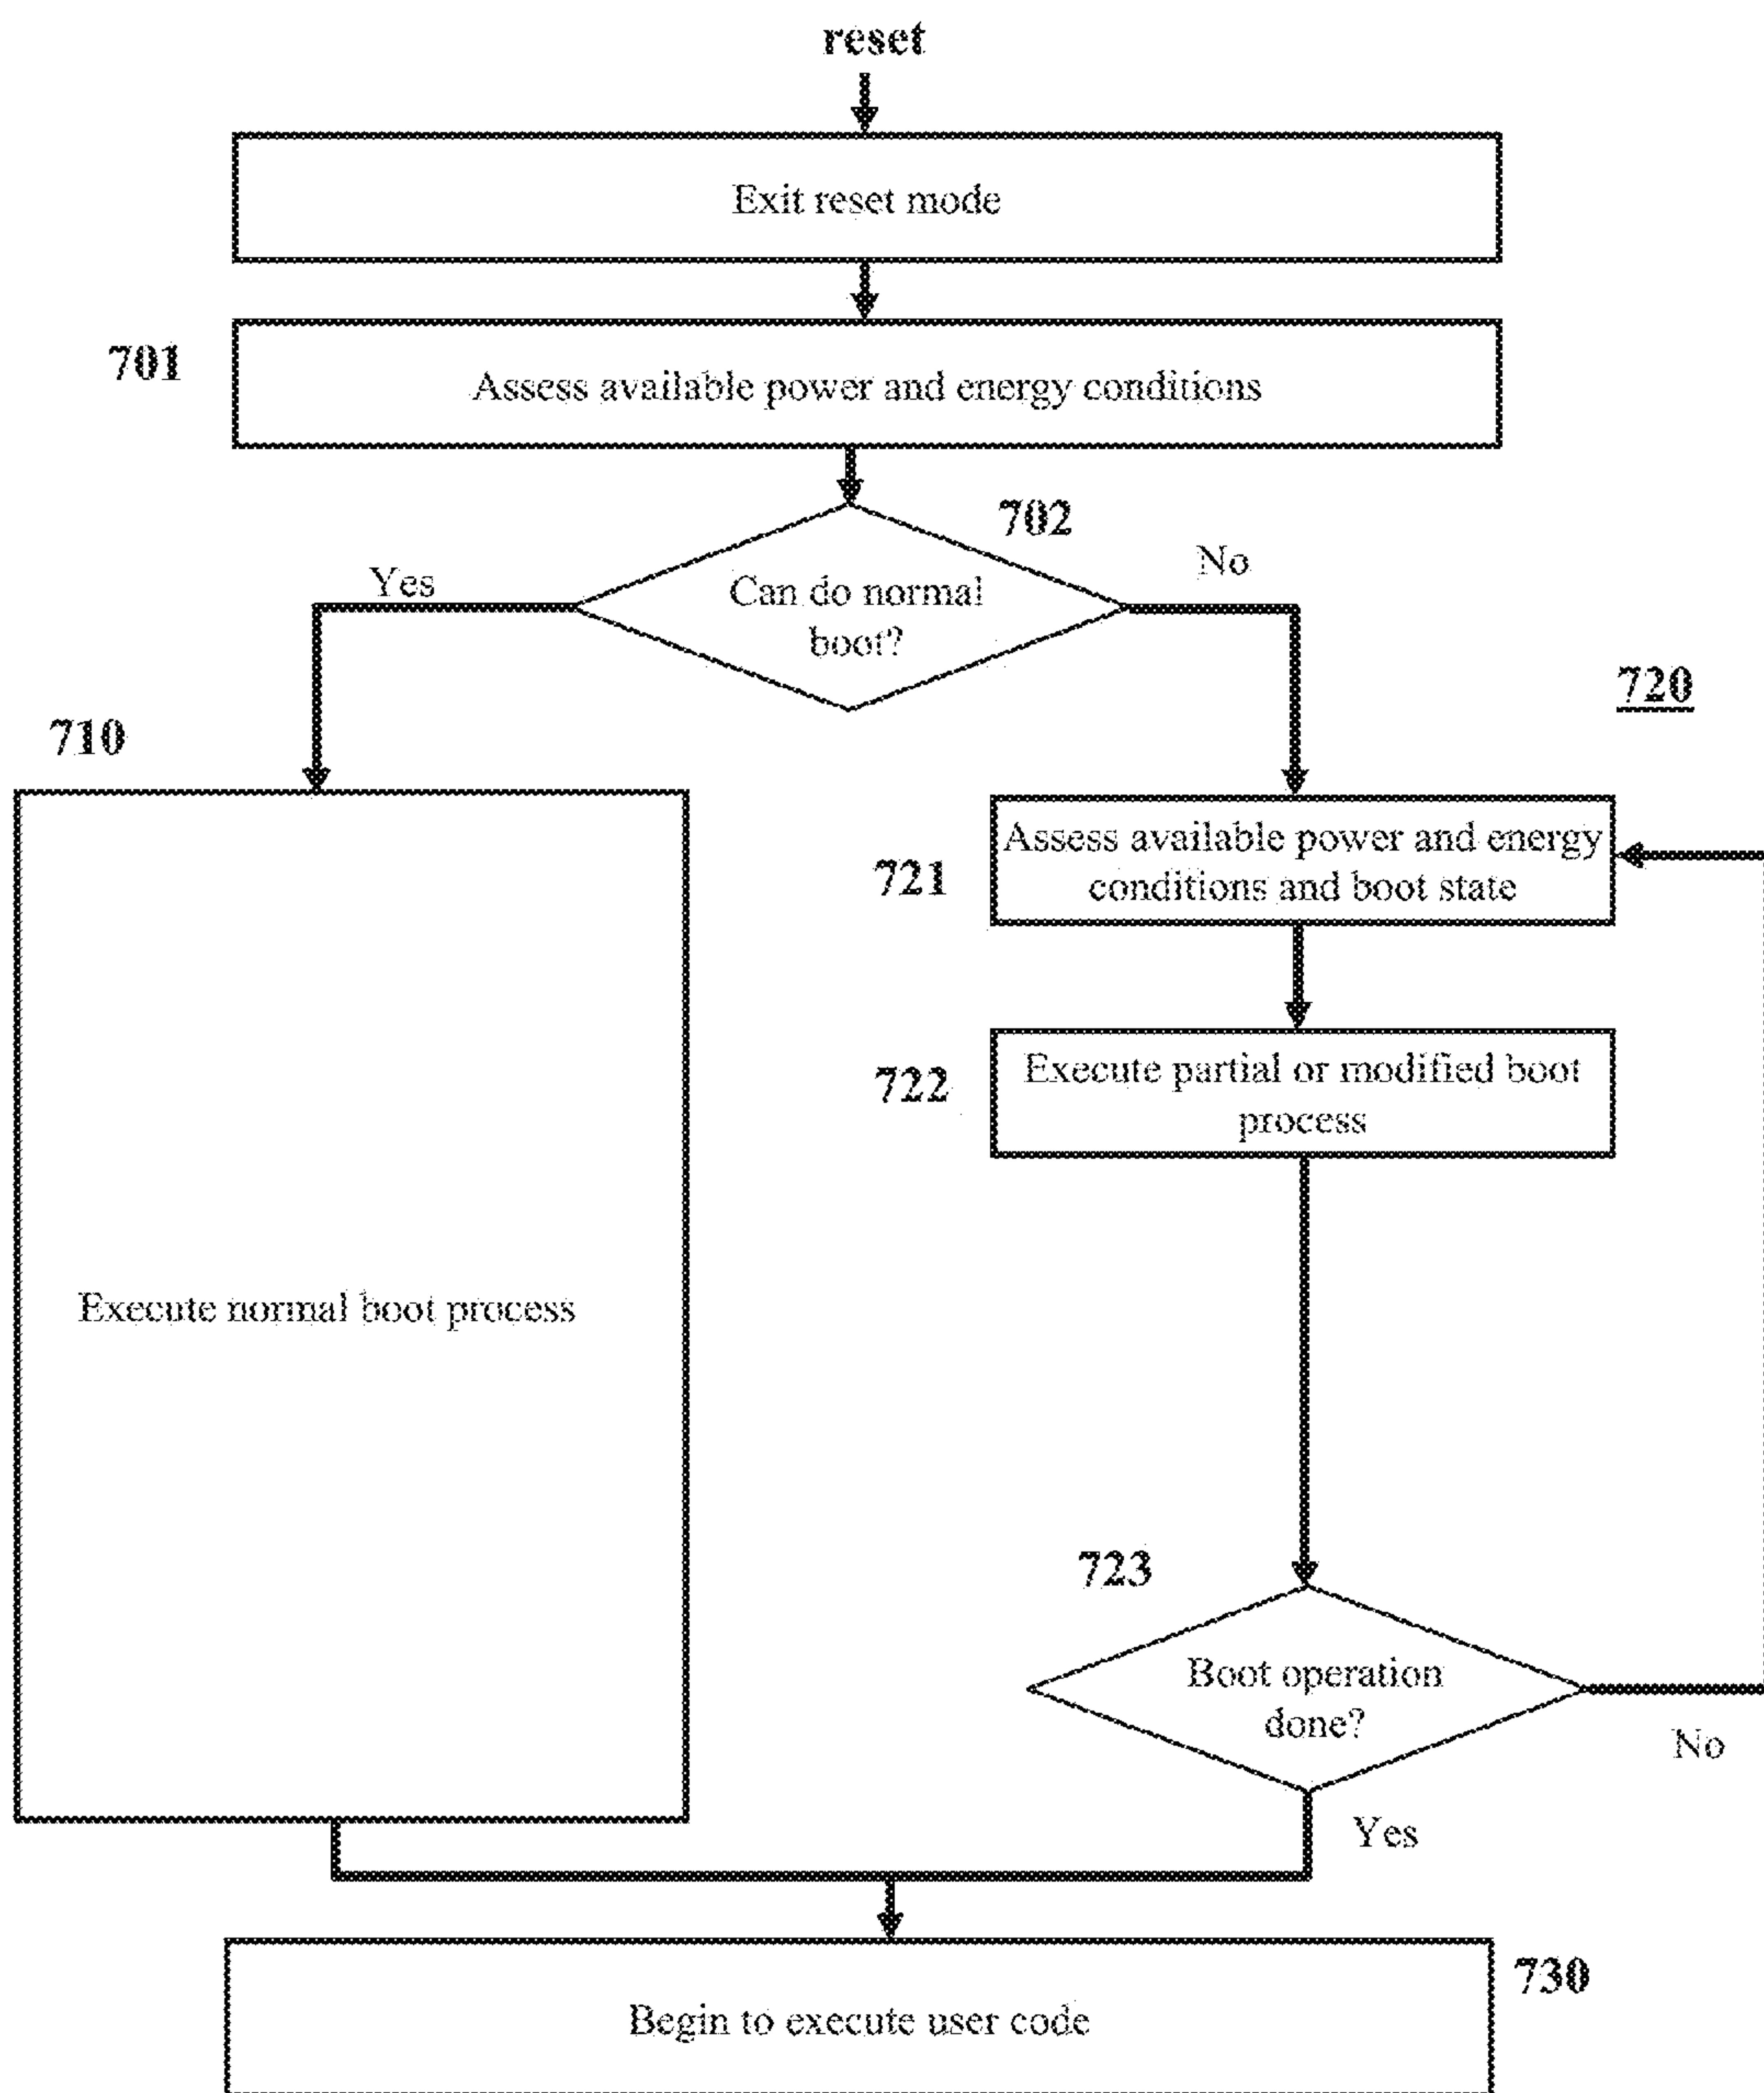 reset
Exit reset mode
701
Assess available power and energy conditions
702
Yes
No
Can do normal
boot?
720
710
Assess available power and energy
conditions and boot state
721
722
Execute partial or modified boot
process
Execute normal boot process
723
Boot operation
done?
No
Yes
730
Begin to execute user code